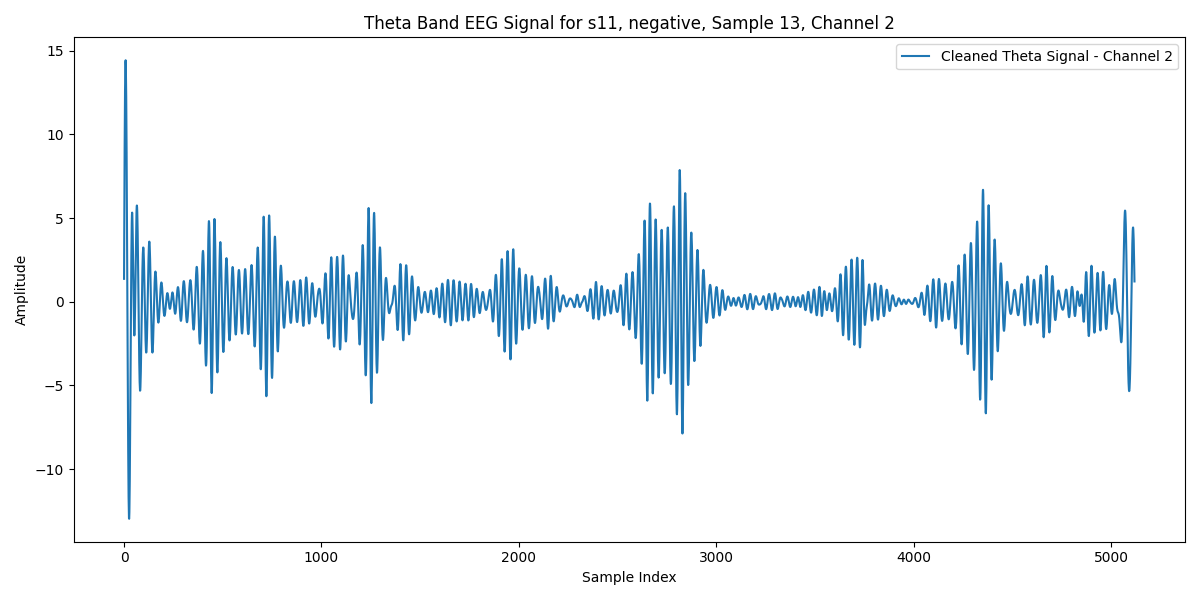 Theta Band EEG Signal for s11, negative, Sample 13, Channel 2
Cleaned Theta Signal - Channel 2
15
10
5
0
−5
−10
Amplitude
0 1000 2000 3000 4000 5000
Sample Index